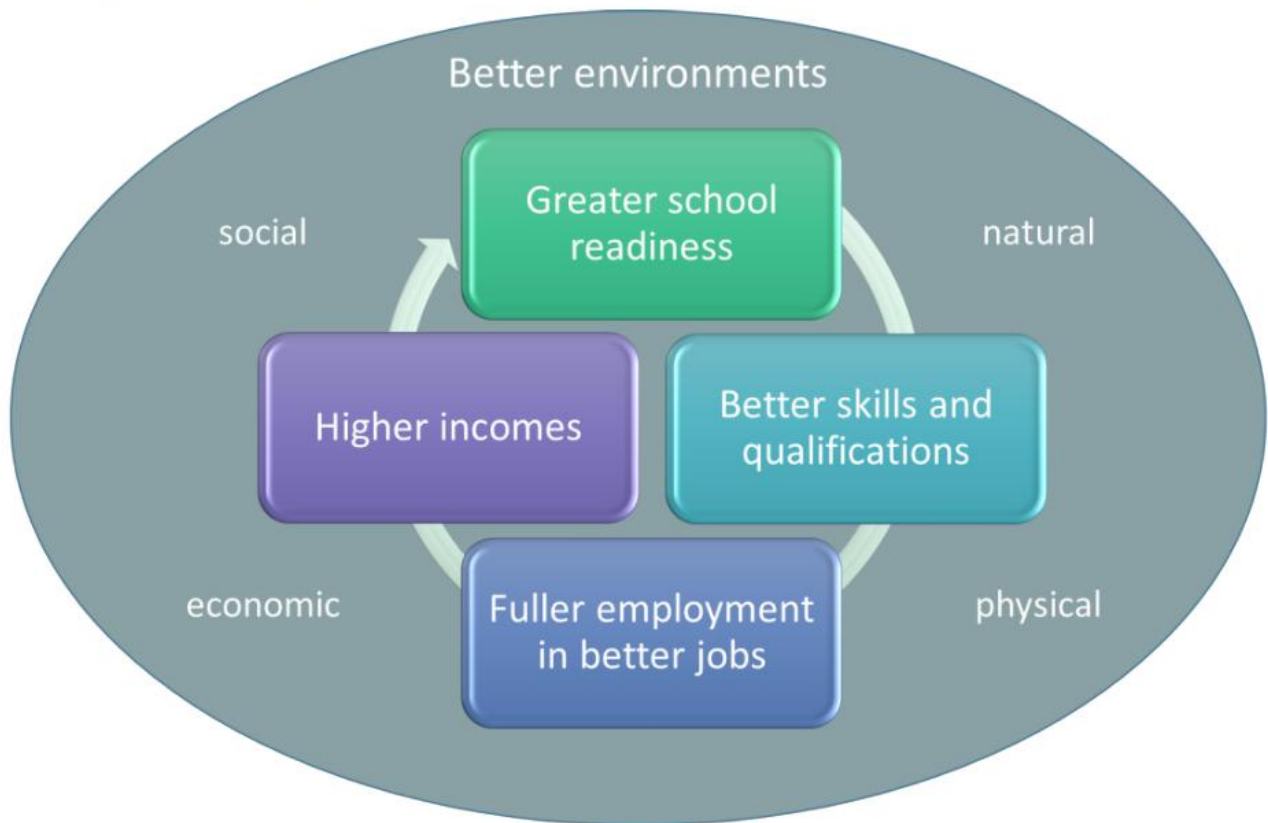 Better environments
Greater school
readiness
social
natural
Higher incomes
Better skills and
qualifications
economic
Fuller employment
in better jobs
physical